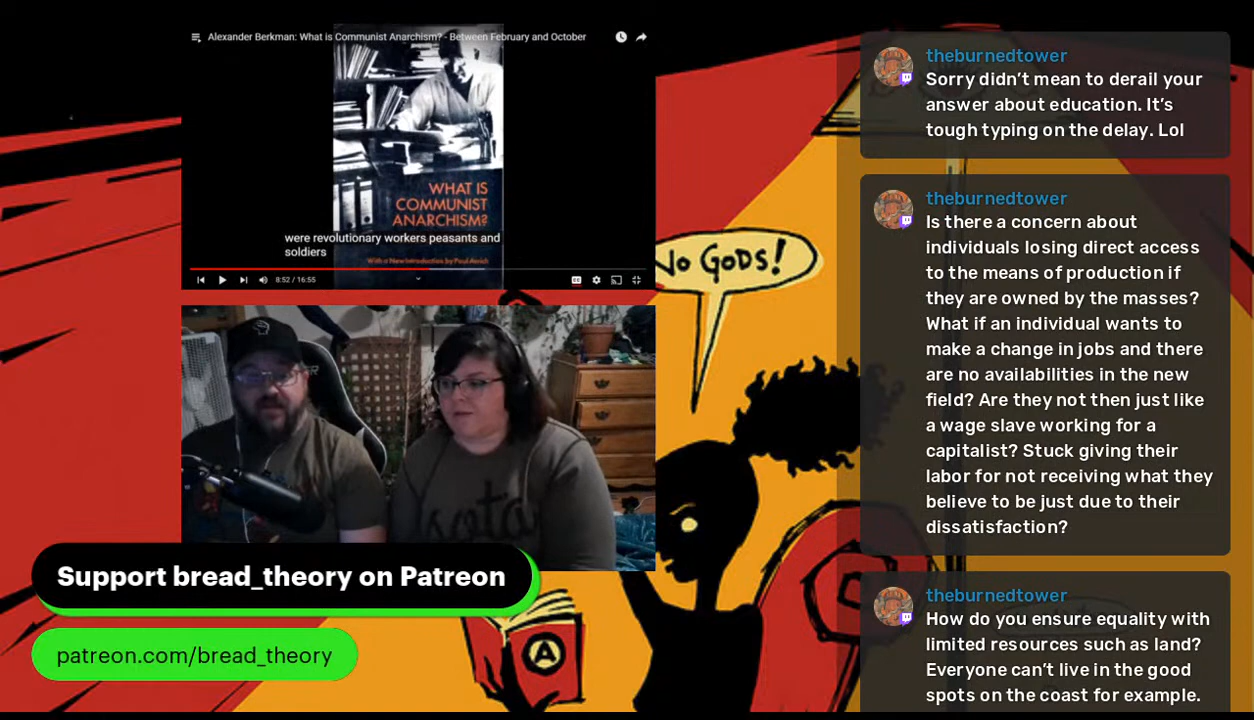 Alexander Berkman: What is Communist Anarchism? - Between February and October
WHAT IS
COMMUNIST
ANARCHISM?
were revolutionary workers peasants and
soldiers
With a New Introduction by Paul Avrich
8:52 / 16:55
NO GODS!
sota
A
Support bread_theory on Patreon
patreon.com/bread_theory
theburnedtower
Sorry didn't mean to derail your
answer about education. It's
tough typing on the delay. Lol
theburnedtower
Is there a concern about
individuals losing direct access
to the means of production if
they are owned by the masses?
What if an individual wants to
make a change in jobs and there
are no availabilities in the new
field? Are they not then just like
a wage slave working for a
capitalist? Stuck giving their
labor for not receiving what they
believe to be just due to their
dissatisfaction?
theburnedtower
How do you ensure equality with
limited resources such as land?
Everyone can't live in the good
spots on the coast for example.